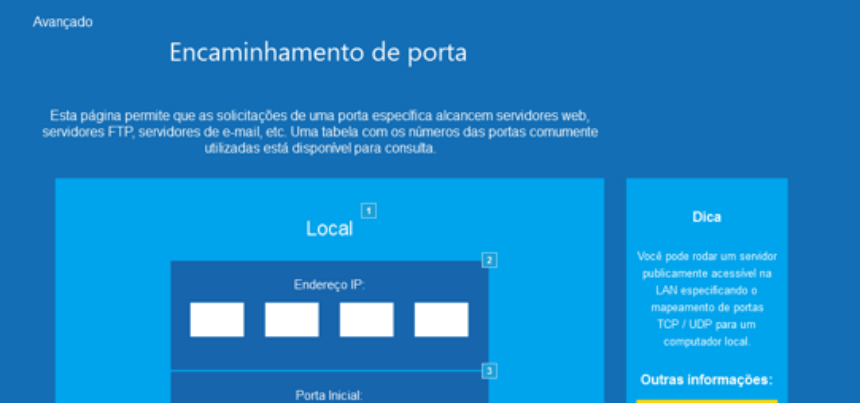 Avançado
Encaminhamento de porta
Esta página permite que as solicitações de uma porta específica alcancem servidores web,
servidores FTP, servidores de e-mail, etc. Uma tabela com os números das portas comumente
utilizadas está disponível para consulta.
1
Local
2
Endereço IP:
3
Porta Inicial:
Dica
Você pode rodar um servidor
publicamente acessível na
LAN especificando o
mapeamento de portas
TCP / UDP para um
computador local.
Outras informações: